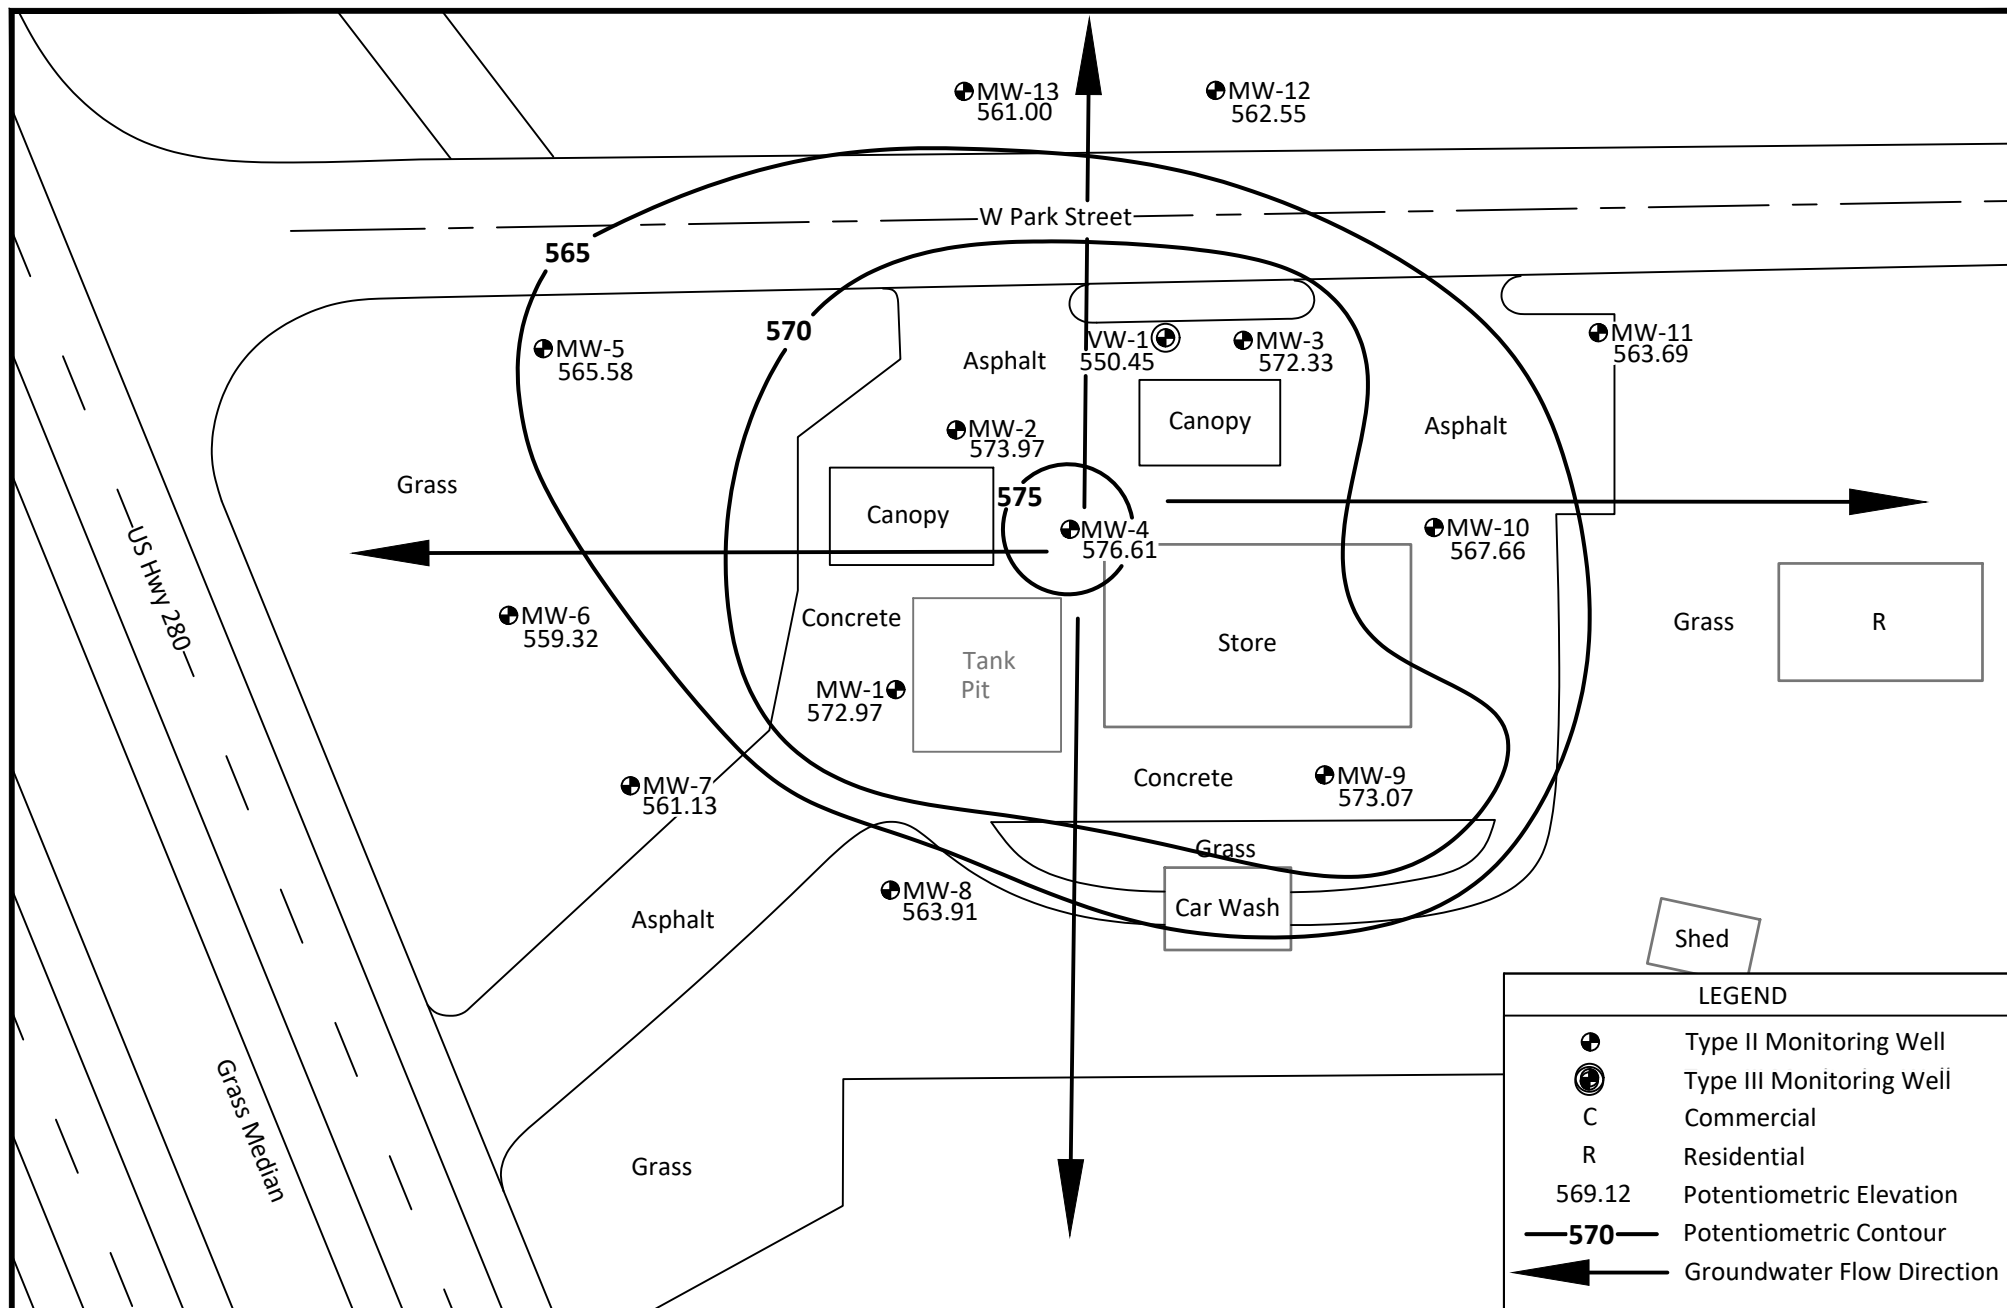 MW-13
561.00
MW-12
562.55
W Park Street
565
570
MW-5
565.58
Asphalt
VW-1
550.45
MW-3
572.33
MW-11
563.69
MW-2
573.97
Canopy
Asphalt
Grass
575
Canopy
MW-4
576.61
MW-10
567.66
US Hwy 280
MW-6
559.32
Concrete
Store
Grass
R
Tank
Pit
MW-1
572.97
MW-7
561.13
Concrete
MW-9
573.07
Grass
MW-8
563.91
Asphalt
Car Wash
Shed
Grass Median
Grass
LEGEND
Type II Monitoring Well
Type III Monitoring Well
C Commercial
R Residential
569.12 Potentiometric Elevation
570 Potentiometric Contour
Groundwater Flow Direction